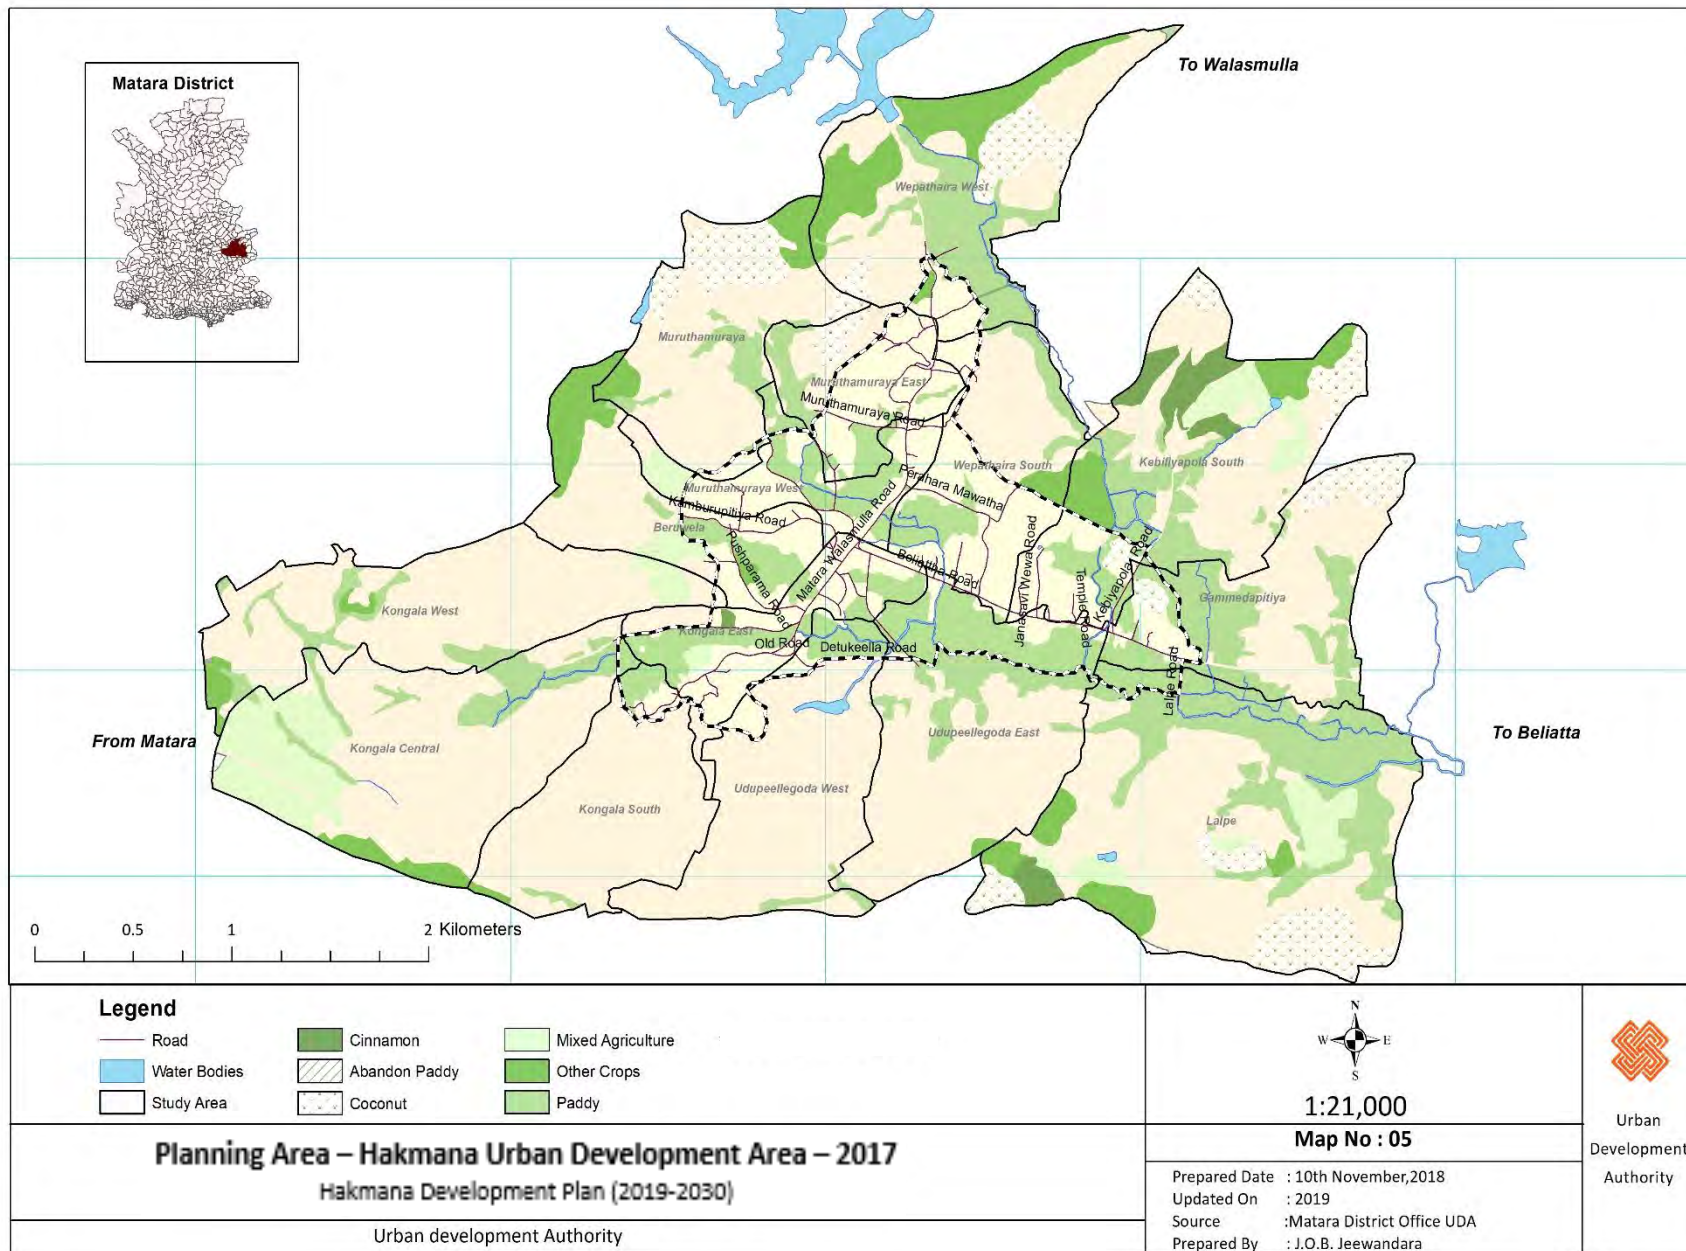 To Walasmulla
Matara District
Wepathaira West
Muruthamuraya
Muruthamuraya East
Muruthamuraya Road
Wepathaira South
Kebiliyapola South
Perahara Mawatha
Muruthamuraya West
Kamburupitiya Road
Beruwela
Pushparama Road
Matara Walasmulla Road
Beliattha Road
Janasavi Wewa Road
Temple Road
Kebiyapola Road
Gammedapitiya
Kongala West
Kongala East
Old Road
Detukeella Road
Lalpe Road
From Matara
Kongala Central
Udupeellegoda East
To Beliatta
Udupeellegoda West
Kongala South
Lalpe
0 0.5 1 2 Kilometers
Legend
Road
Cinnamon
Mixed Agriculture
Water Bodies
Abandon Paddy
Other Crops
Study Area
Coconut
Paddy
N
W E
S
1:21,000
Map No : 05
Urban
Development
Authority
Planning Area – Hakmana Urban Development Area – 2017
Hakmana Development Plan (2019-2030)
Urban development Authority
Prepared Date : 10th November,2018
Updated On : 2019
Source :Matara District Office UDA
Prepared By : J.O.B. Jeewandara